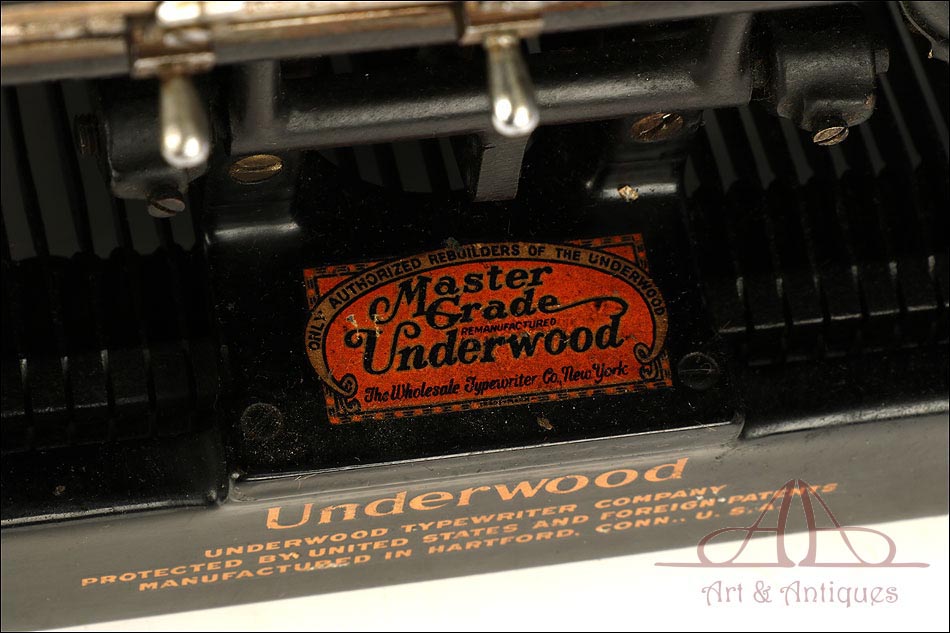 ONLY AUTHORIZED REBUILDERS OF THE UNDERWOOD
Master
Grade
REMANUFACTURED
Underwood
The Wholesale Typewriter Co. New York
Underwood
UNDERWOOD TYPEWRITER COMPANY
PROTECTED BY UNITED STATES AND FOREIGN PATENTS
MANUFACTURED IN HARTFORD, CONN., U.S.A.
Art & Antiques